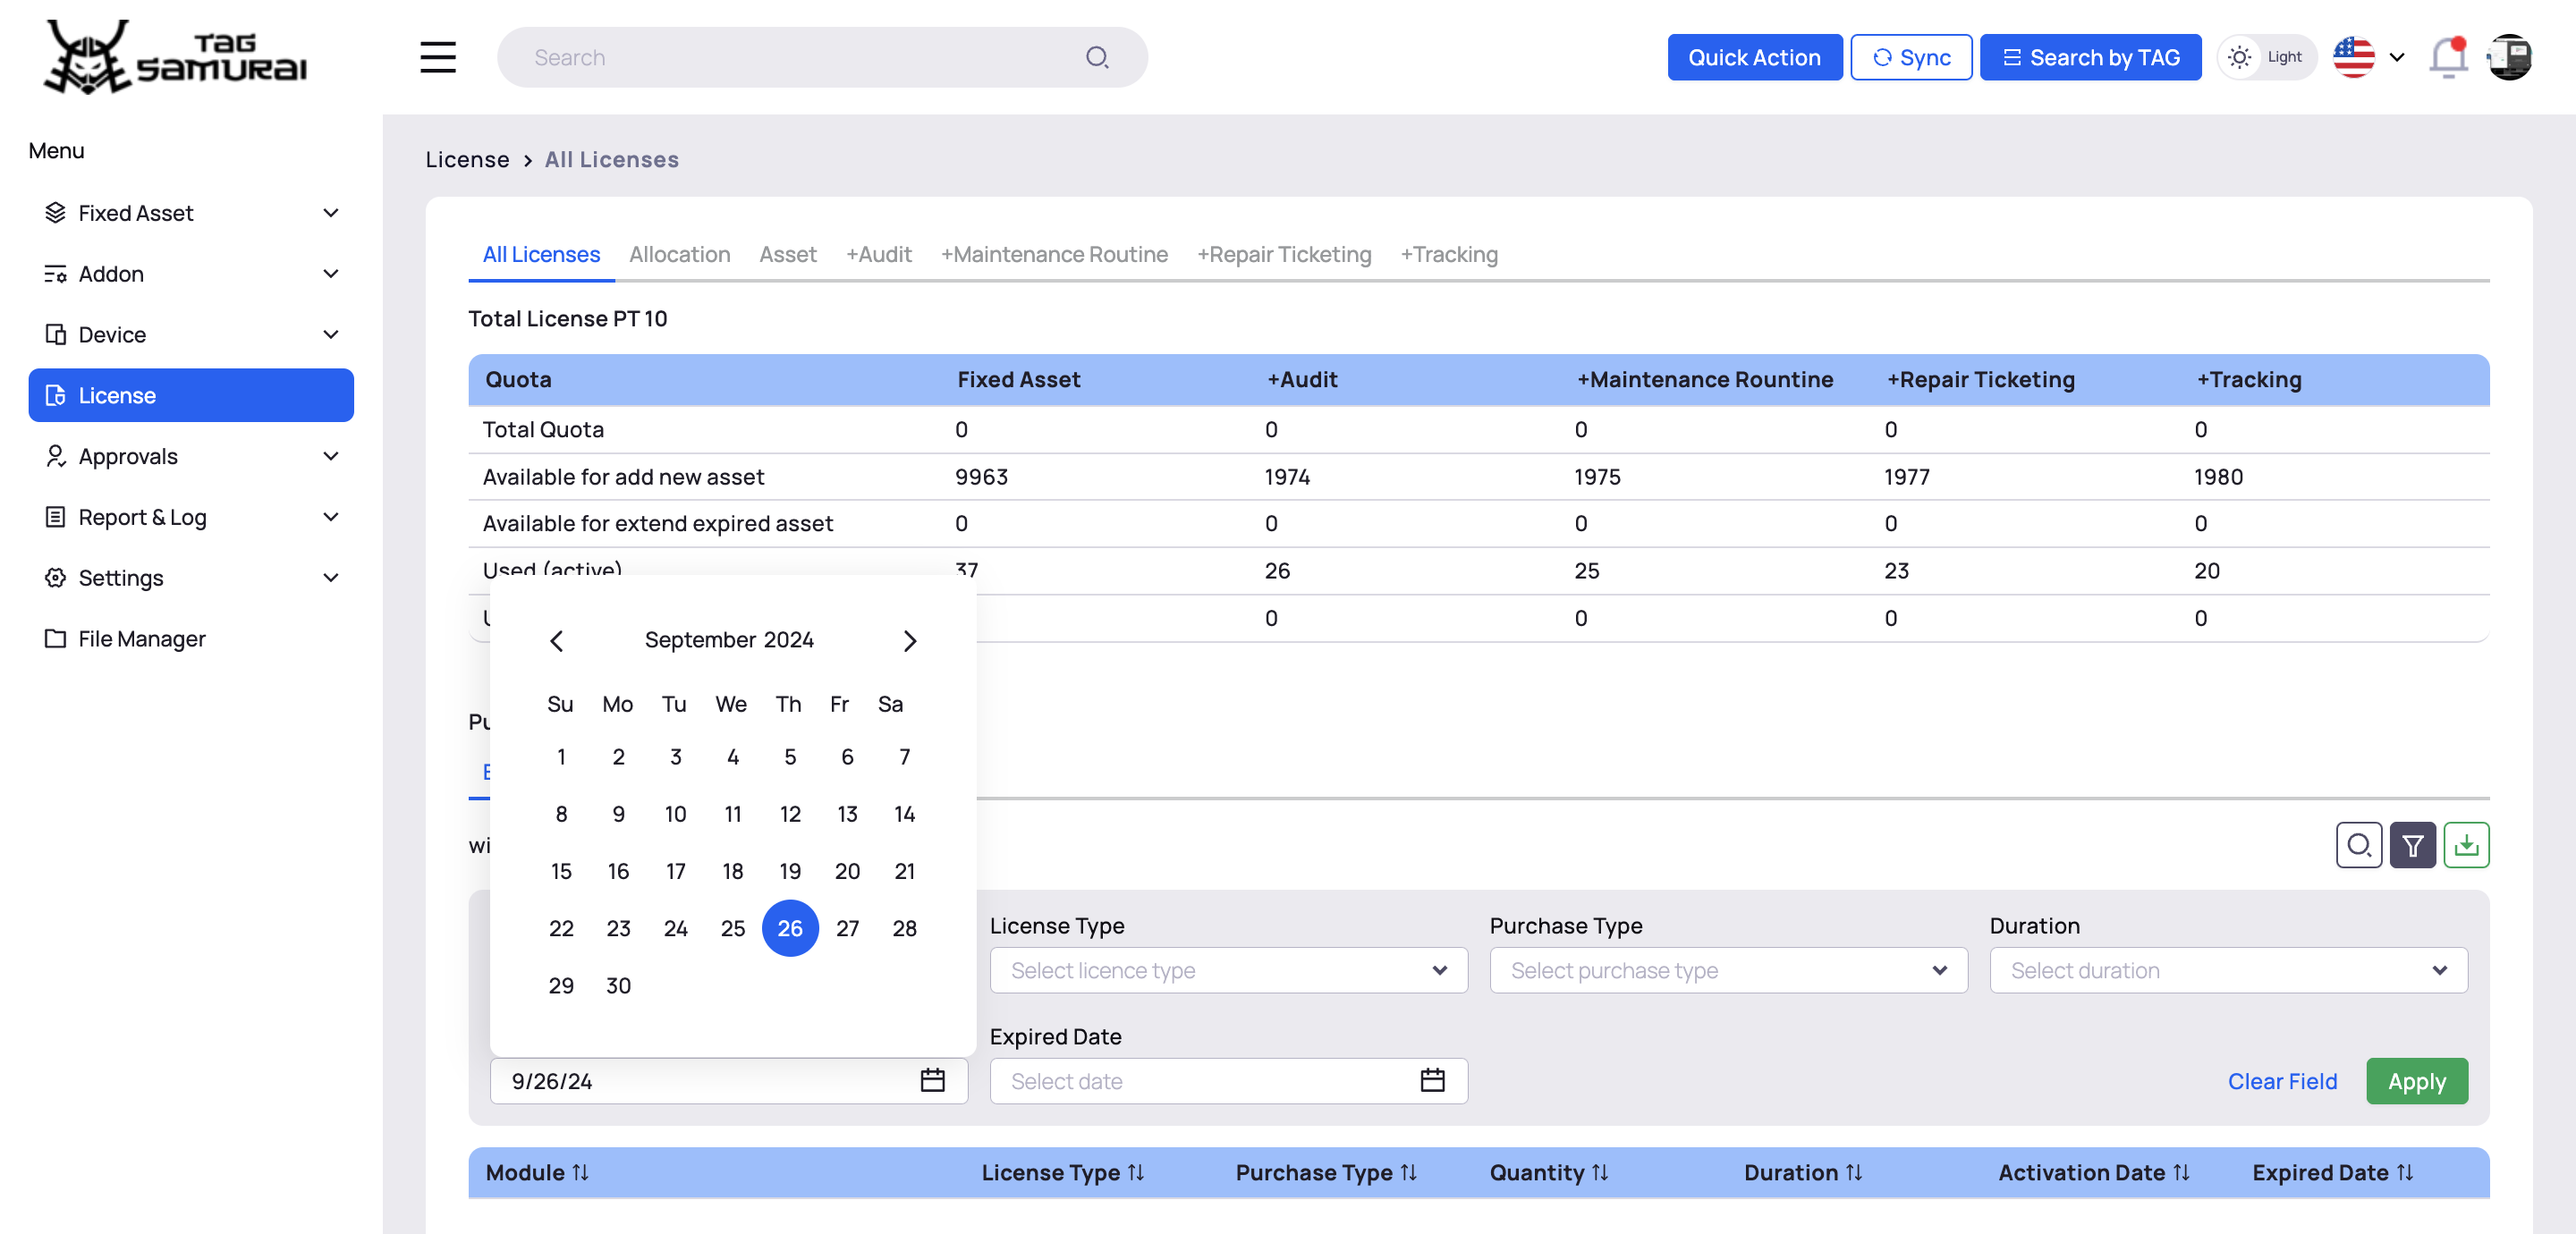 TAG SAMURAI
Search
Quick Action
Sync
Search by TAG
Light
Menu
Fixed Asset
Addon
Device
License
Approvals
Report & Log
Settings
File Manager
License > All Licenses
All Licenses Allocation Asset +Audit +Maintenance Routine +Repair Ticketing +Tracking
Total License PT 10
Quota Fixed Asset +Audit +Maintenance Rountine +Repair Ticketing +Tracking
Total Quota 0 0 0 0 0
Available for add new asset 9963 1974 1975 1977 1980
Available for extend expired asset 0 0 0 0 0
Used (active) 37 26 25 23 20
0 0 0 0
September 2024
Su Mo Tu We Th Fr Sa
1 2 3 4 5 6 7
8 9 10 11 12 13 14
15 16 17 18 19 20 21
22 23 24 25 26 27 28
29 30
License Type
Select licence type
Purchase Type
Select purchase type
Duration
Select duration
9/26/24
Expired Date
Select date
Clear Field
Apply
Module License Type Purchase Type Quantity Duration Activation Date Expired Date